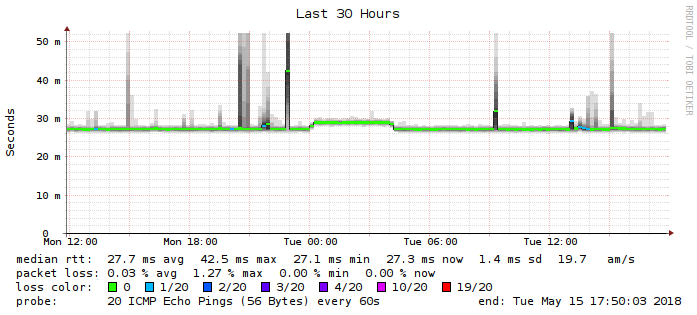 Last 30 Hours
RRDTOOL / TOBI OETIKER
Seconds
50 m
40 m
30 m
20 m
10 m
0
Mon 12:00 Mon 18:00 Tue 00:00 Tue 06:00 Tue 12:00
median rtt: 27.7 ms avg 42.5 ms max 27.1 ms min 27.3 ms now 1.4 ms sd 19.7 am/s
packet loss: 0.03 % avg 1.27 % max 0.00 % min 0.00 % now
loss color: 0 1/20 2/20 3/20 4/20 10/20 19/20
probe: 20 ICMP Echo Pings (56 Bytes) every 60s end: Tue May 15 17:50:03 2018